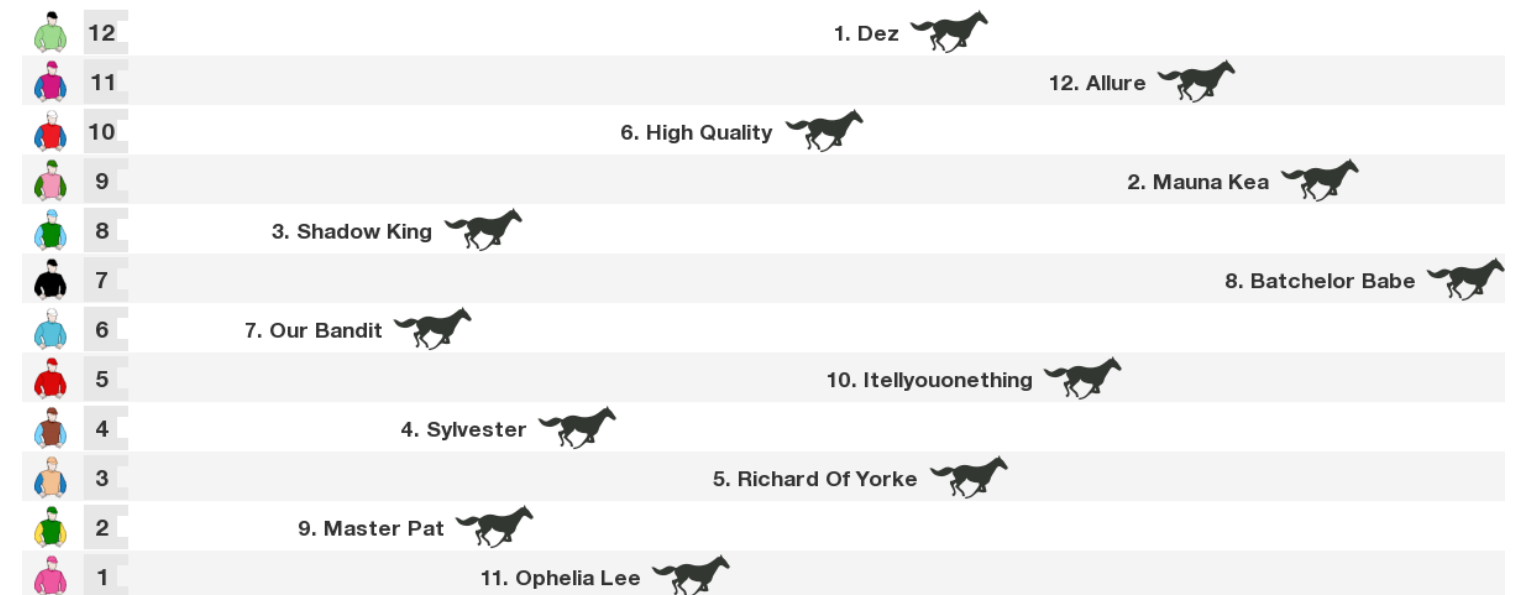 12 1. Dez
11 12. Allure
10 6. High Quality
9 2. Mauna Kea
8 3. Shadow King
7 8. Batchelor Babe
6 7. Our Bandit
5 10. Itellyouonething
4 4. Sylvester
3 5. Richard Of Yorke
2 9. Master Pat
1 11. Ophelia Lee